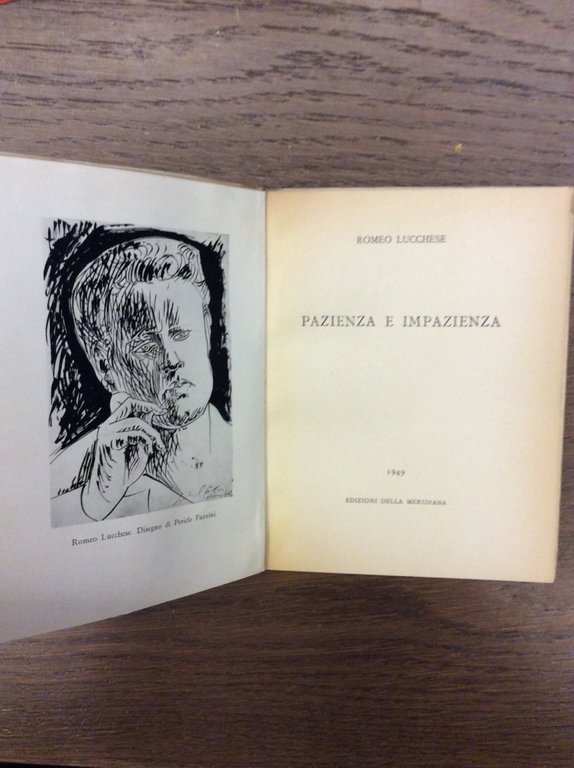 Romeo Lucchese. Disegno di Pericle Fazzini.
ROMEO LUCCHESE
PAZIENZA E IMPAZIENZA
1949
EDIZIONI DELLA MERIDIANA